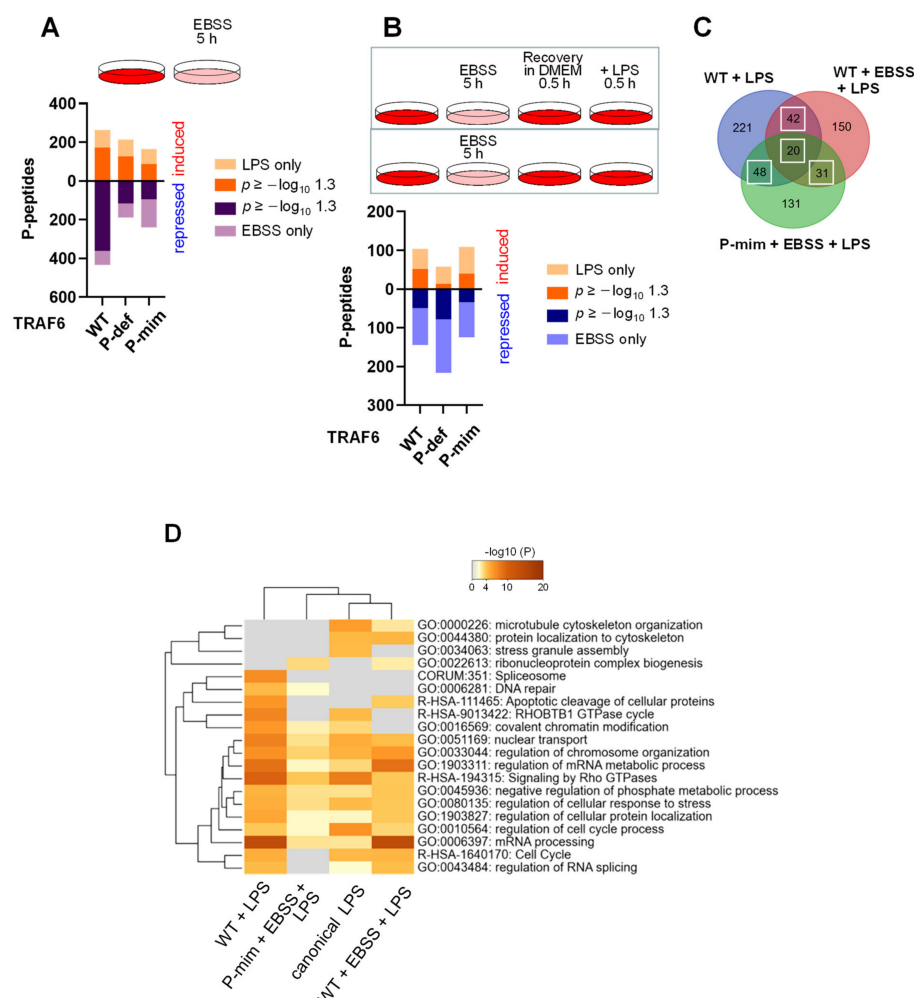 A
EBSS
5 h
400
200
0
200
400
600
P-peptides
induced
repressed
LPS only
p ≥ −log10 1.3
p ≥ −log10 1.3
EBSS only
TRAF6
WT
P-def
P-mim
B
EBSS
5 h
Recovery
in DMEM
0.5 h
+ LPS
0.5 h
EBSS
5 h
200
100
0
100
200
300
P-peptides
induced
repressed
LPS only
p ≥ −log10 1.3
p ≥ −log10 1.3
EBSS only
TRAF6
WT
P-def
P-mim
C
WT + LPS
WT + EBSS
+ LPS
221
42
150
20
48
31
131
P-mim + EBSS + LPS
D
-log10 (P)
0 4 10 20
GO:0000226: microtubule cytoskeleton organization
GO:0044380: protein localization to cytoskeleton
GO:0034063: stress granule assembly
GO:0022613: ribonucleoprotein complex biogenesis
CORUM:351: Spliceosome
GO:0006281: DNA repair
R-HSA-111465: Apoptotic cleavage of cellular proteins
R-HSA-9013422: RHOBTB1 GTPase cycle
GO:0016569: covalent chromatin modification
GO:0051169: nuclear transport
GO:0033044: regulation of chromosome organization
GO:1903311: regulation of mRNA metabolic process
R-HSA-194315: Signaling by Rho GTPases
GO:0045936: negative regulation of phosphate metabolic process
GO:0080135: regulation of cellular response to stress
GO:1903827: regulation of cellular protein localization
GO:0010564: regulation of cell cycle process
GO:0006397: mRNA processing
R-HSA-1640170: Cell Cycle
GO:0043484: regulation of RNA splicing
WT + LPS
P-mim + EBSS +
LPS
canonical LPS
WT + EBSS + LPS